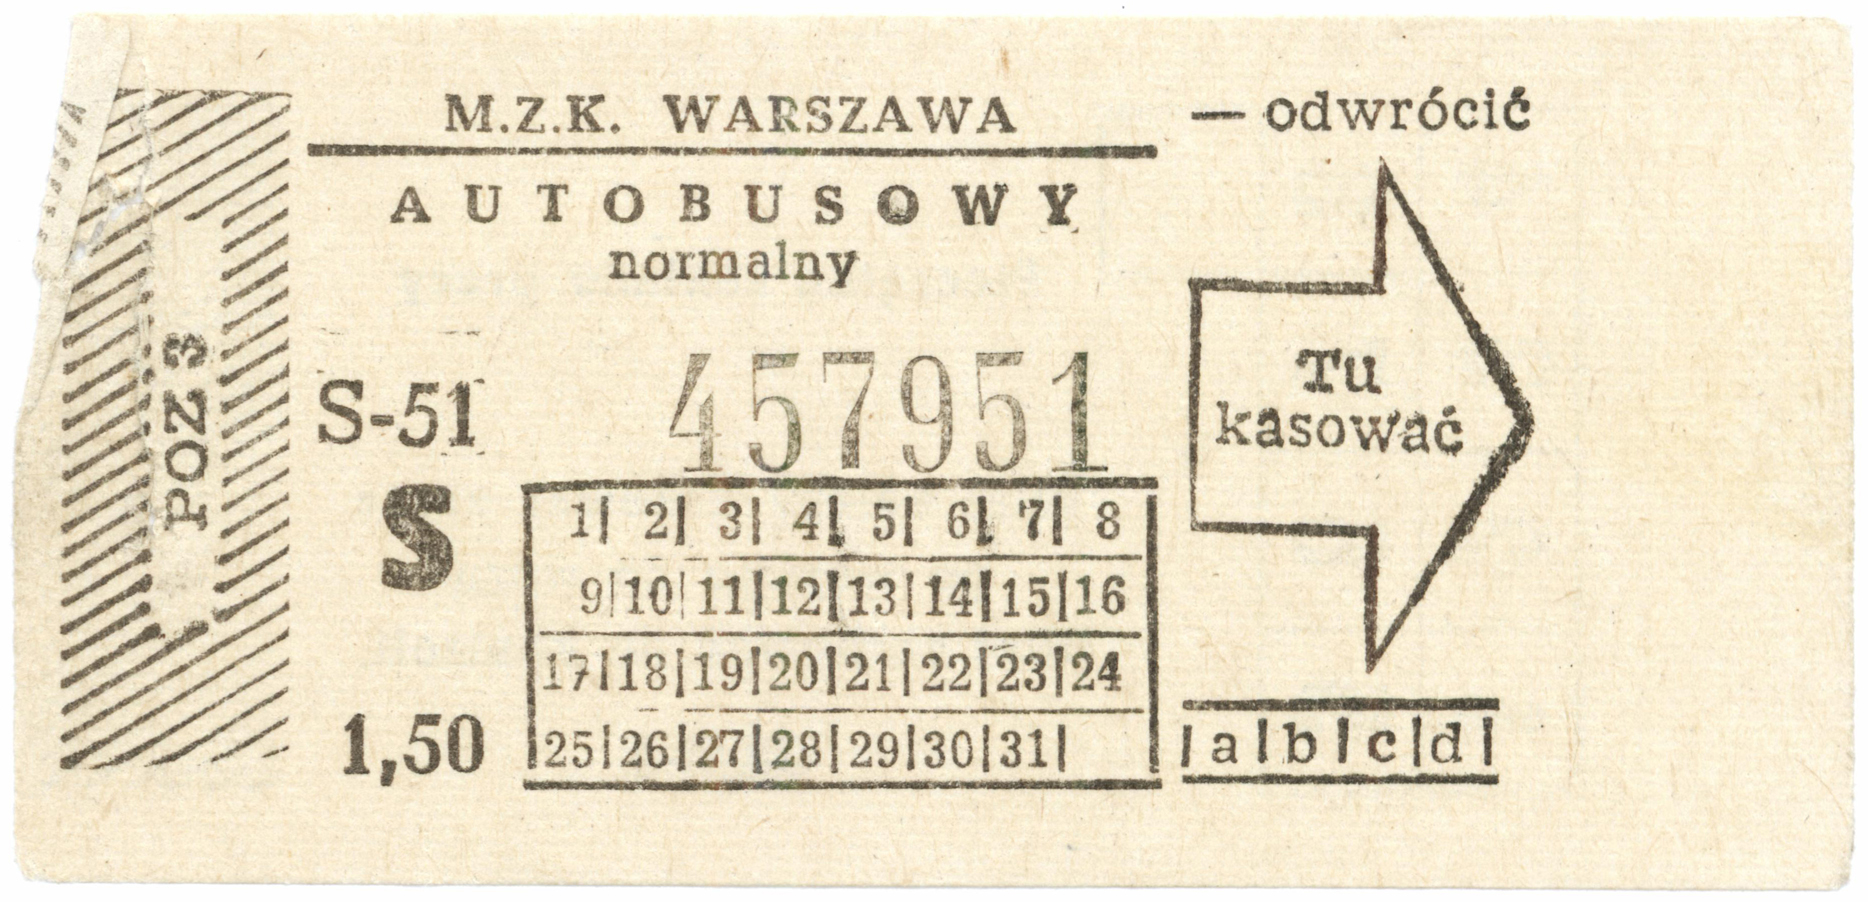 M.Z.K. WARSZAWA
AUTOBUSOWY
normalny
POZ 3
S-51
457951
S
1,50
1| 2| 3| 4| 5| 6| 7| 8
9|10|11|12|13|14|15|16
17|18|19|20|21|22|23|24
25|26|27|28|29|30|31|
— odwrócić
Tu
kasować
|a|b|c|d|